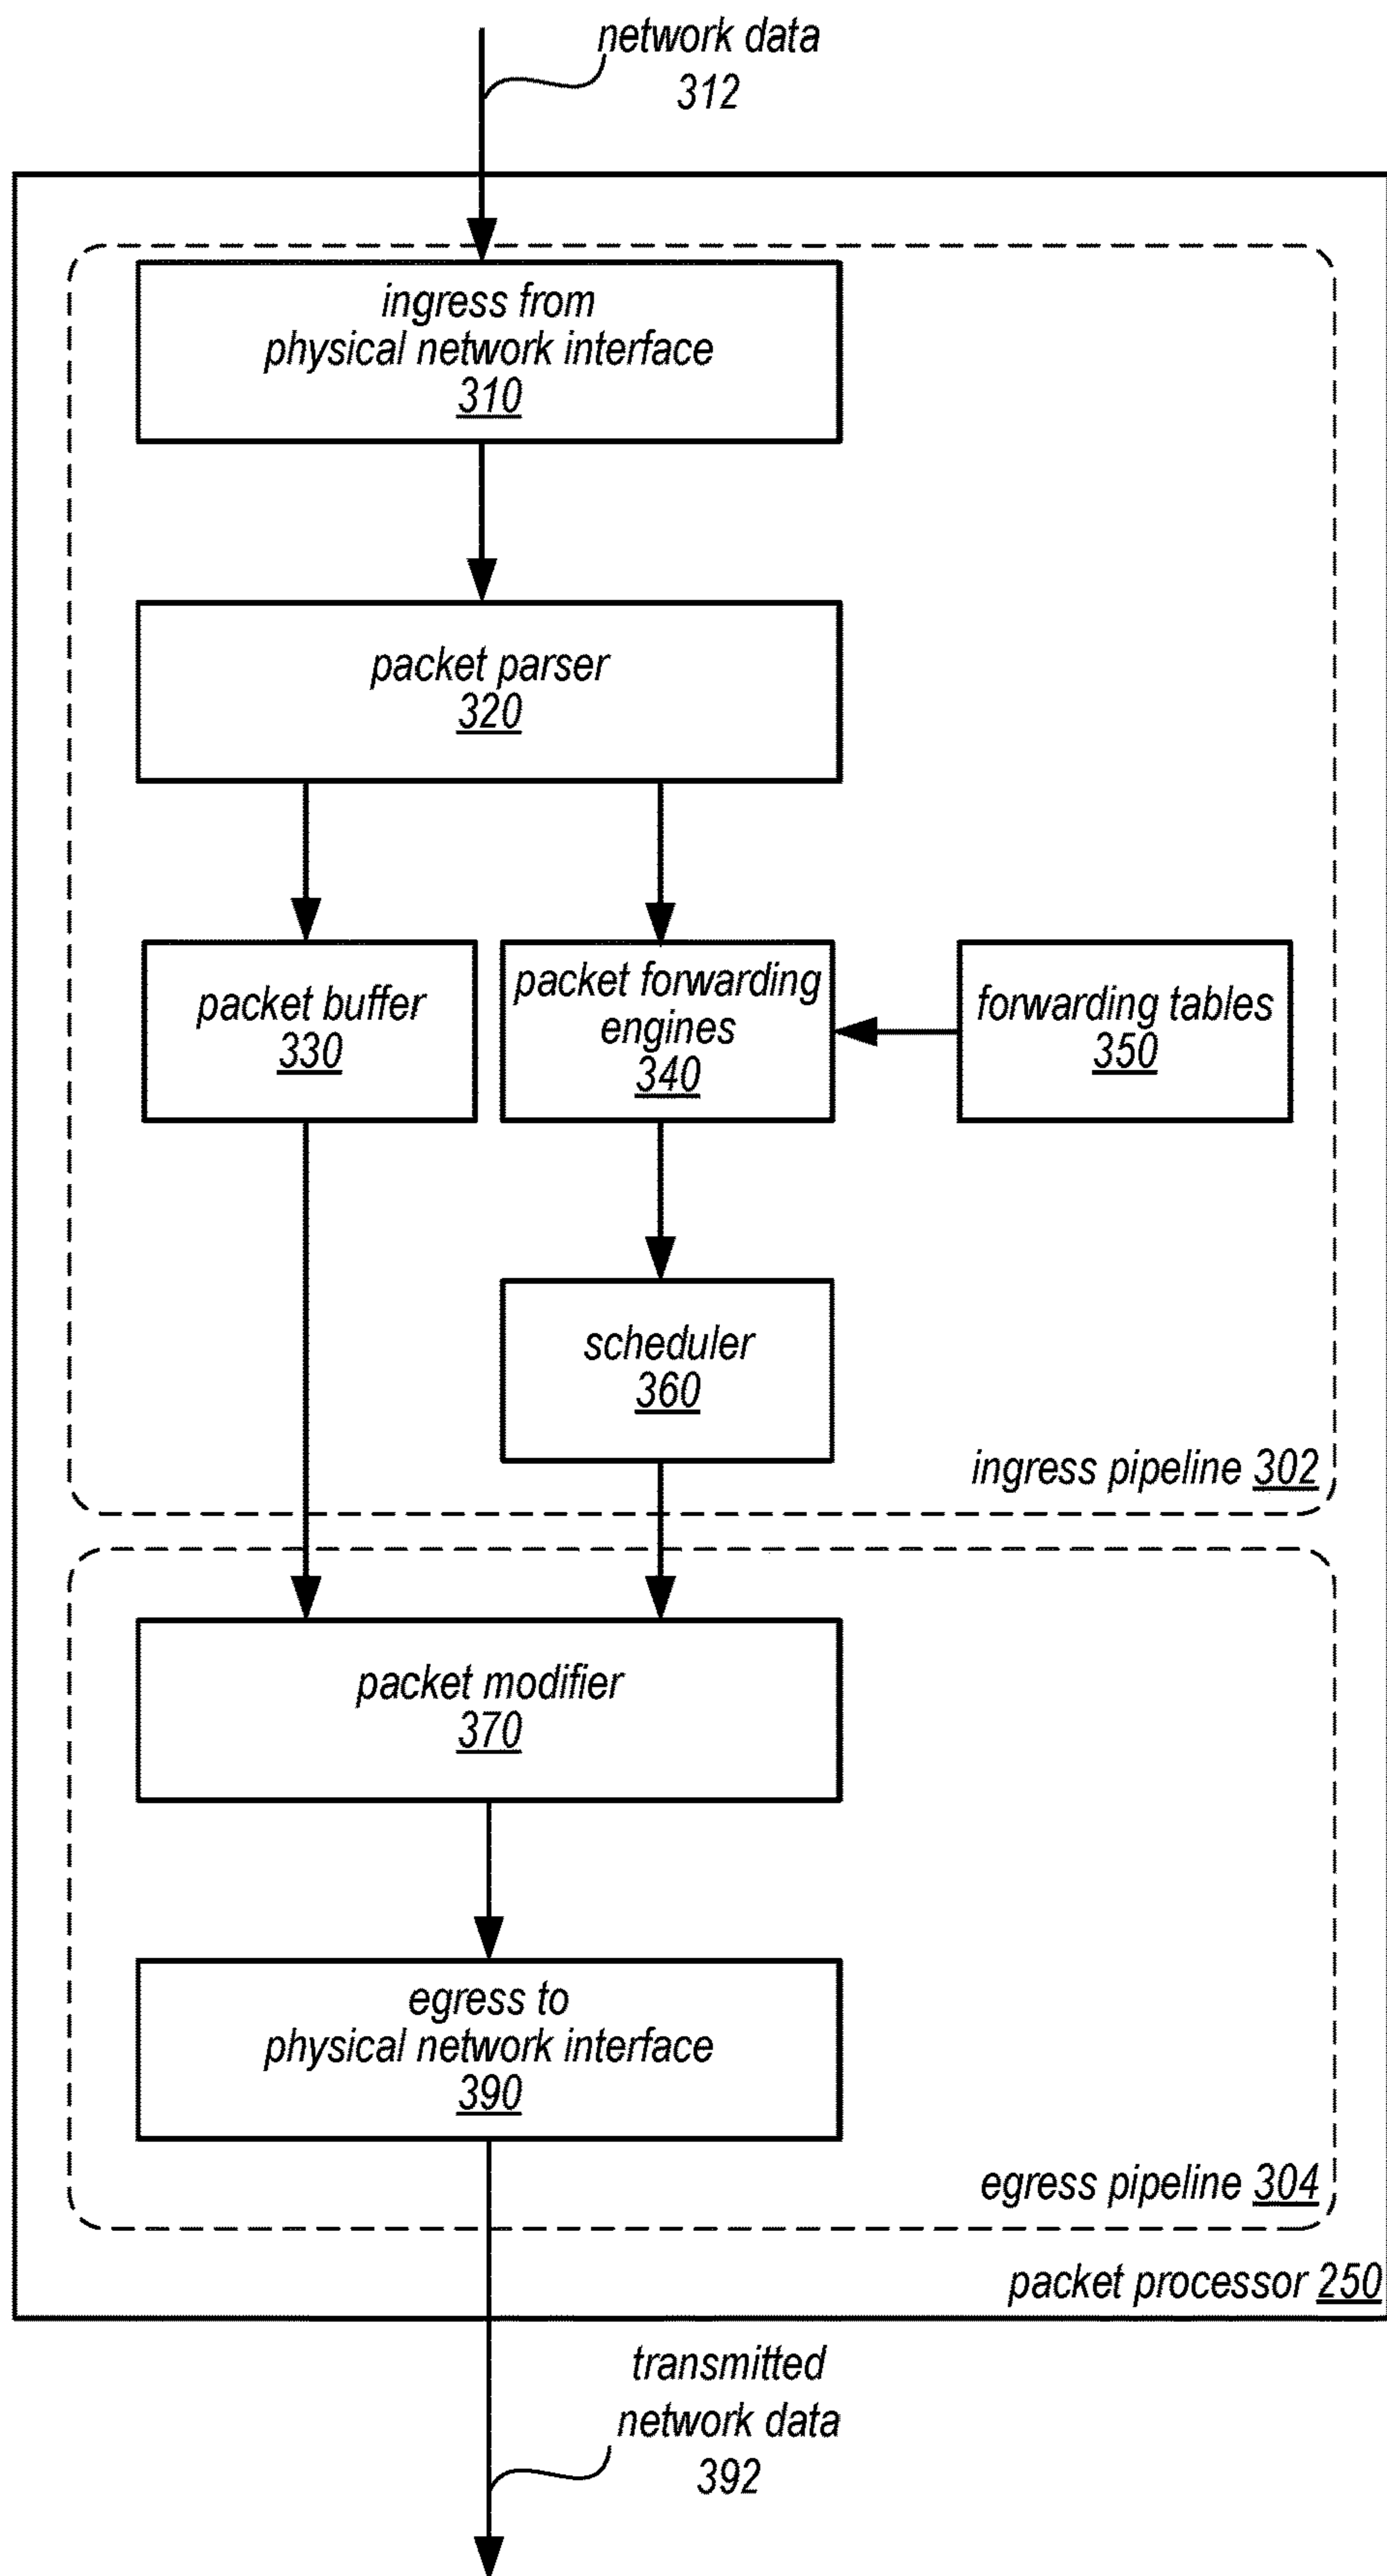 network data
312
ingress from
physical network interface
310
packet parser
320
packet buffer
330
packet forwarding
engines
340
forwarding tables
350
scheduler
360
ingress pipeline 302
packet modifier
370
egress to
physical network interface
390
egress pipeline 304
packet processor 250
transmitted
network data
392